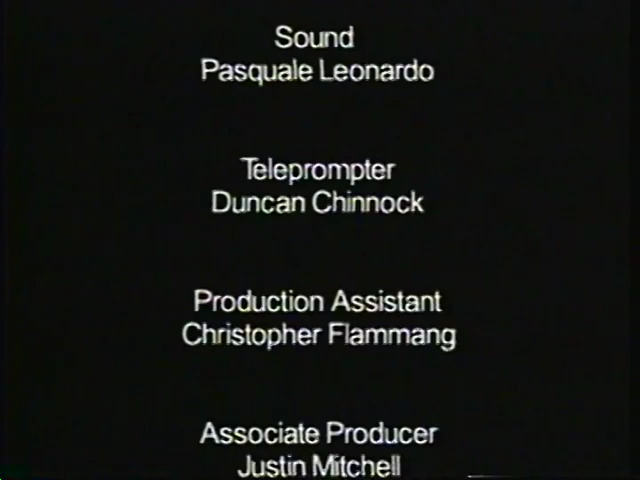 Sound
Pasquale Leonardo
Teleprompter
Duncan Chinnock
Production Assistant
Christopher Flammang
Associate Producer
Justin Mitchell